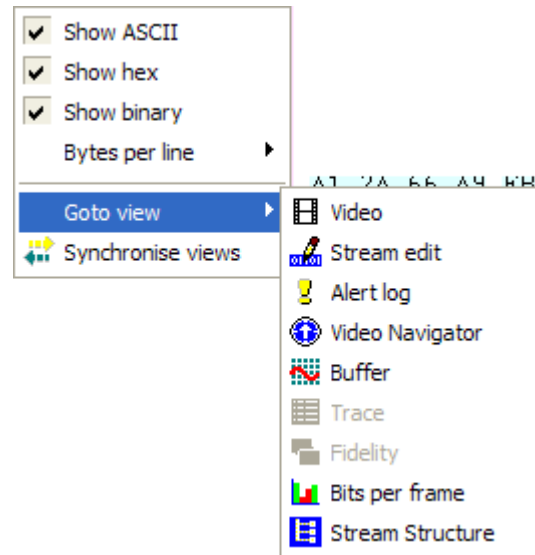 Show ASCII
Show hex
Show binary
Bytes per line
Goto view
Synchronise views
Video
Stream edit
Alert log
Video Navigator
Buffer
Trace
Fidelity
Bits per frame
Stream Structure